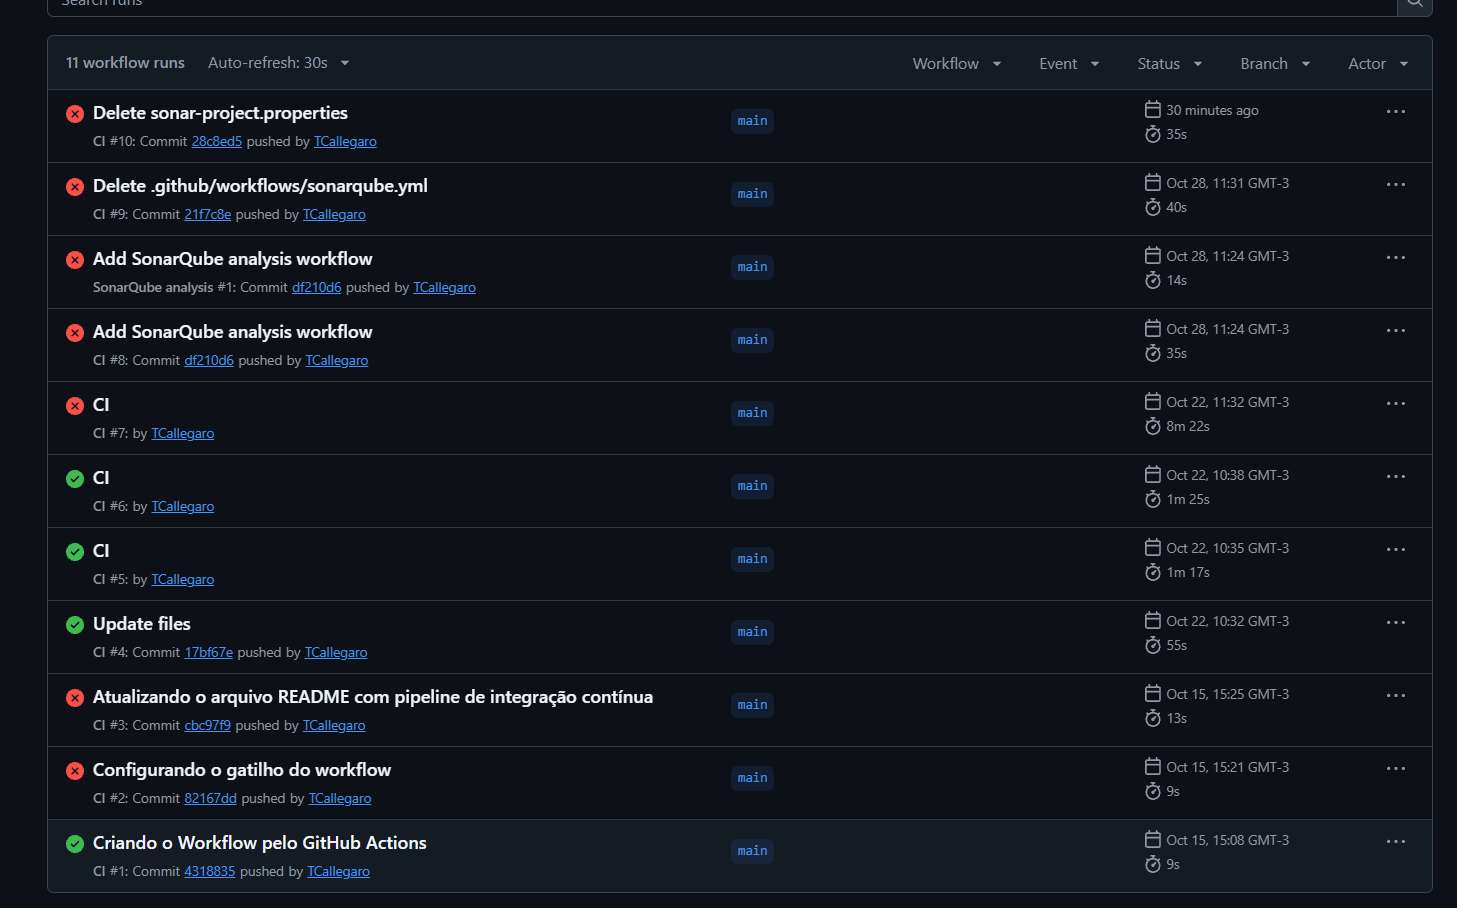 Search runs
11 workflow runs Auto-refresh: 30s Workflow Event Status Branch Actor
Delete sonar-project.properties
CI #10: Commit 28c8ed5 pushed by TCallegaro
main
30 minutes ago
35s
Delete .github/workflows/sonarqube.yml
CI #9: Commit 21f7c8e pushed by TCallegaro
main
Oct 28, 11:31 GMT-3
40s
Add SonarQube analysis workflow
SonarQube analysis #1: Commit df210d6 pushed by TCallegaro
main
Oct 28, 11:24 GMT-3
14s
Add SonarQube analysis workflow
CI #8: Commit df210d6 pushed by TCallegaro
main
Oct 28, 11:24 GMT-3
35s
CI
CI #7: by TCallegaro
main
Oct 22, 11:32 GMT-3
8m 22s
CI
CI #6: by TCallegaro
main
Oct 22, 10:38 GMT-3
1m 25s
CI
CI #5: by TCallegaro
main
Oct 22, 10:35 GMT-3
1m 17s
Update files
CI #4: Commit 17bf67e pushed by TCallegaro
main
Oct 22, 10:32 GMT-3
55s
Atualizando o arquivo README com pipeline de integração contínua
CI #3: Commit cbc97f9 pushed by TCallegaro
main
Oct 15, 15:25 GMT-3
13s
Configurando o gatilho do workflow
CI #2: Commit 82167dd pushed by TCallegaro
main
Oct 15, 15:21 GMT-3
9s
Criando o Workflow pelo GitHub Actions
CI #1: Commit 4318835 pushed by TCallegaro
main
Oct 15, 15:08 GMT-3
9s